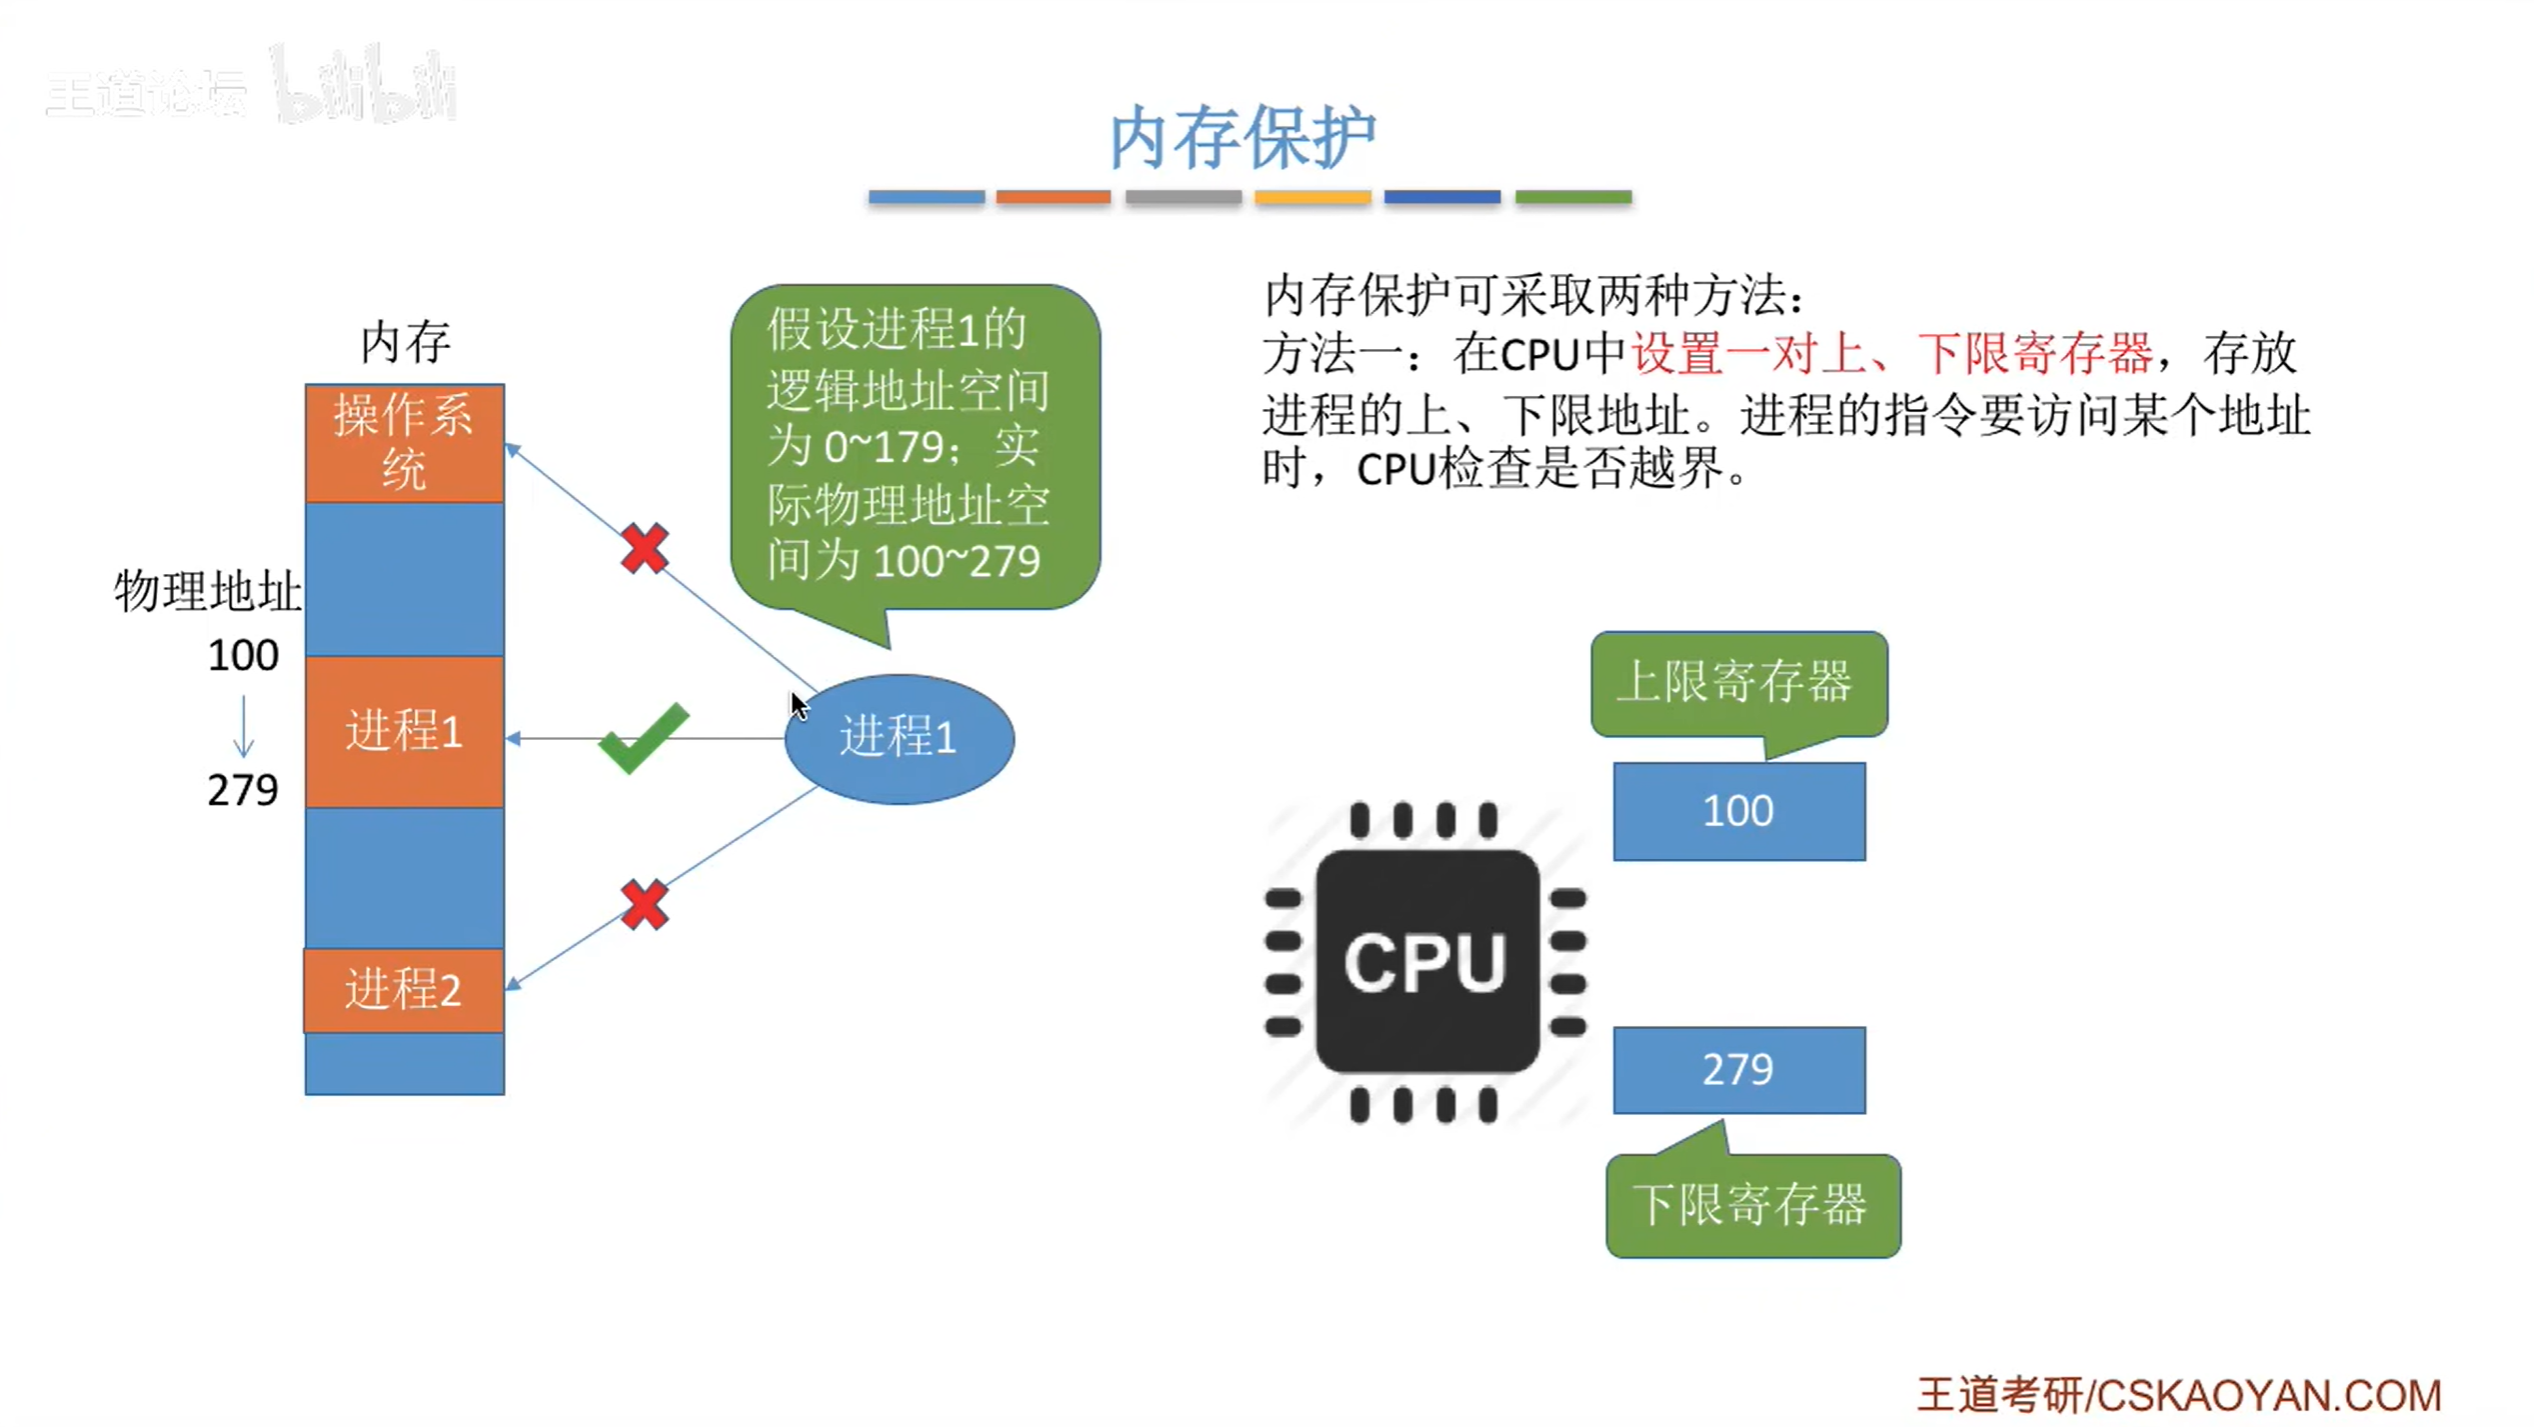 王道论坛 bilibili
内存保护
内存
操作系
统
物理地址
100
279
进程1
进程2
假设进程1的
逻辑地址空间
为 0~179；实
际物理地址空
间为 100~279
进程1
内存保护可采取两种方法：
方法一：在CPU中设置一对上、下限寄存器，存放
进程的上、下限地址。进程的指令要访问某个地址
时，CPU检查是否越界。
上限寄存器
100
CPU
279
下限寄存器
王道考研/CSKAOYAN.COM